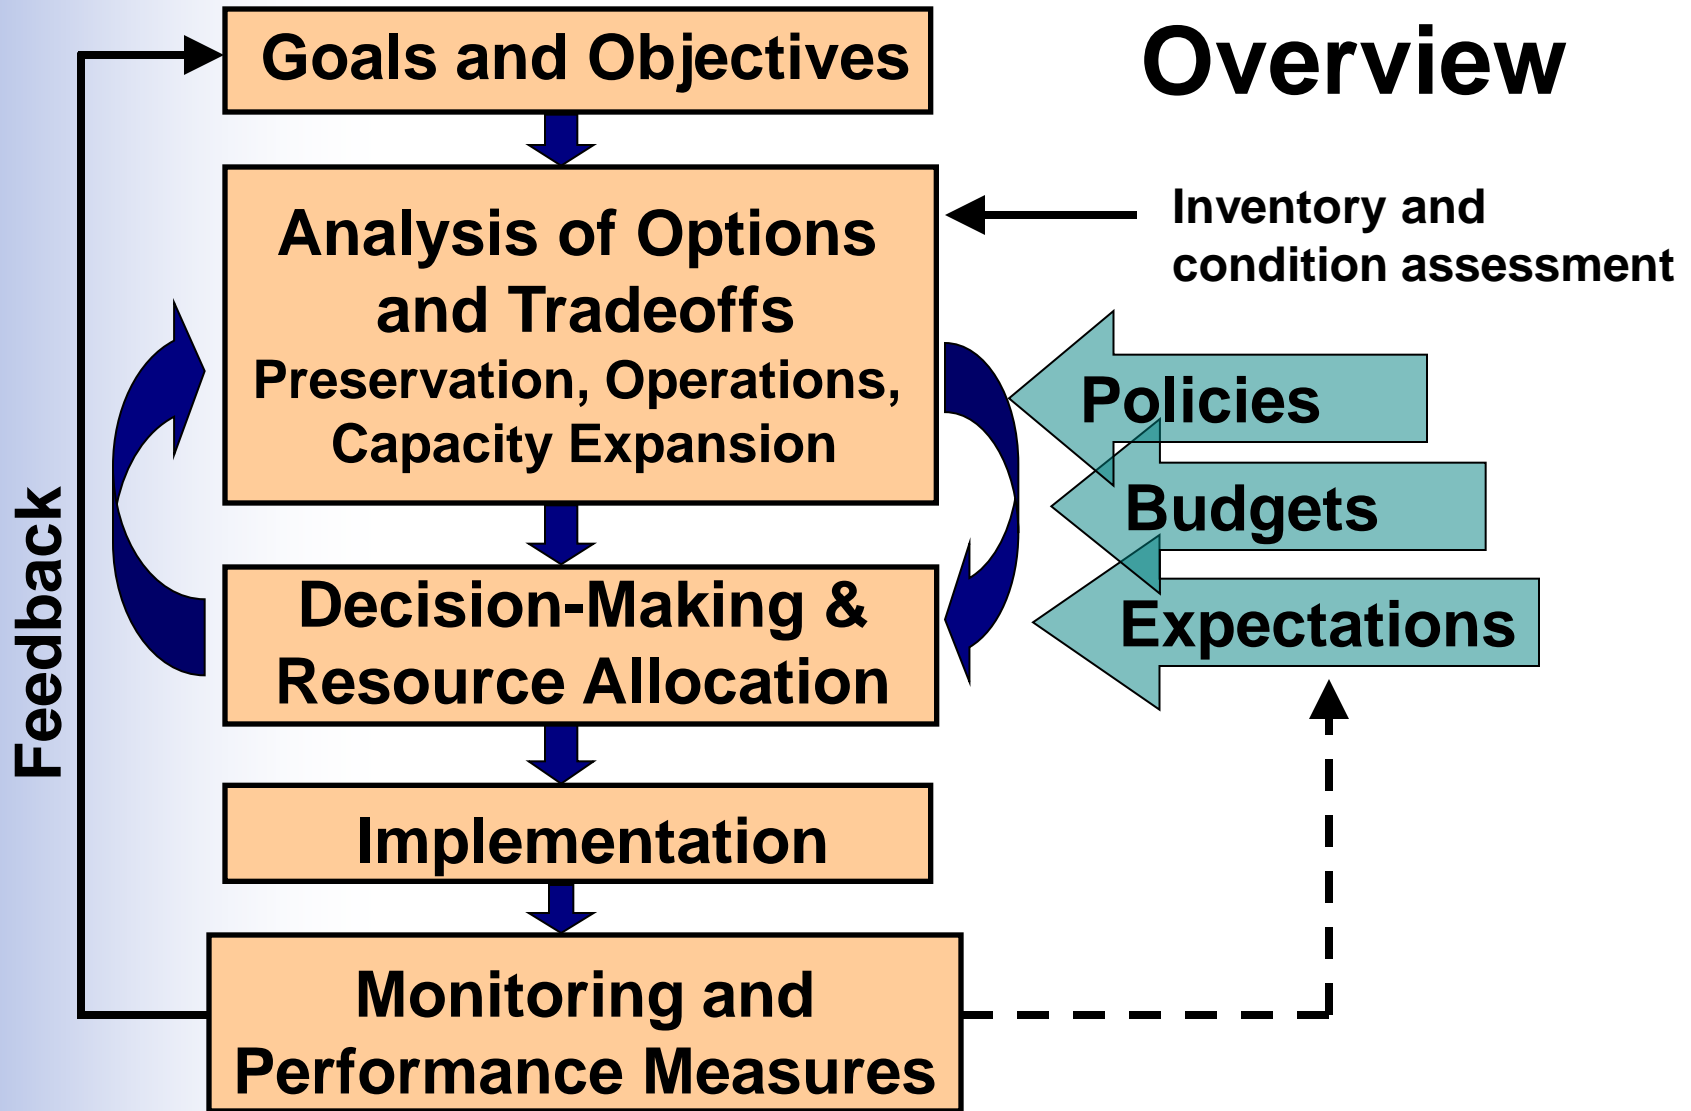 Overview
Goals and Objectives
Analysis of Options
and Tradeoffs
Preservation, Operations,
Capacity Expansion
Inventory and
condition assessment
Policies
Budgets
Expectations
Decision-Making &
Resource Allocation
Implementation
Monitoring and
Performance Measures
Feedback